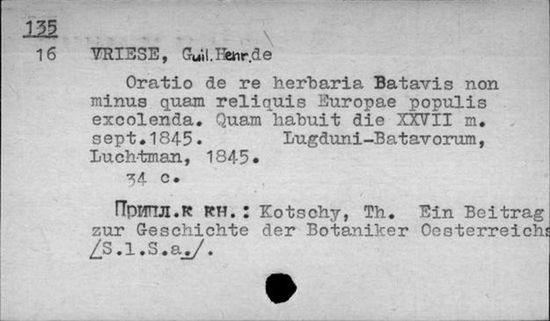 135
16 VRIESE, Guil.Henr.de
Oratio de re herbaria Batavis non
minus quam reliquis Europae populis
excolenda. Quam habuit die XXVII m.
sept.1845. Lugduni-Batavorum,
Luchtman, 1845.
34 с.
Припл.к кн.: Kotschy, Th. Ein Beitrag
zur Geschichte der Botaniker Oesterreichs
/S.l.S.a./.